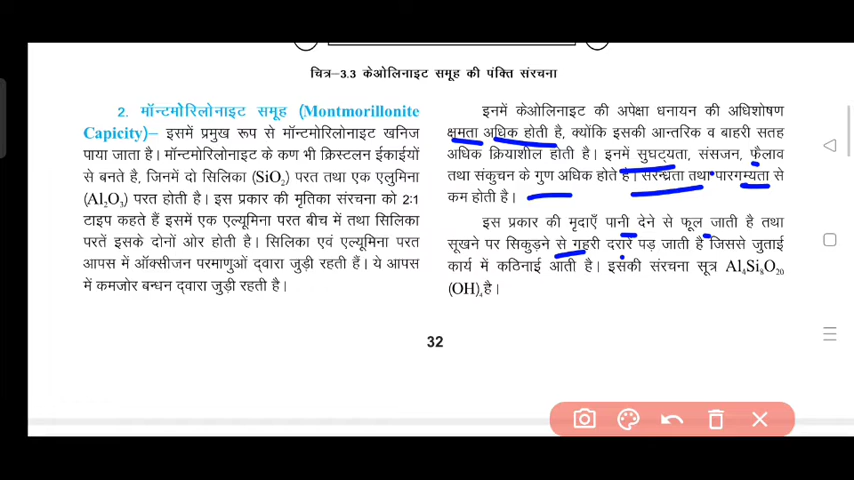 चित्र–3.3 केओलिनाइट समूह की पंक्ति संरचना
2. मॉन्टमोरिलोनाइट समूह (Montmorillonite
Capicity)– इसमें प्रमुख रूप से मॉन्टमोरिलोनाइट खनिज
पाया जाता है। मॉन्टमोरिलोनाइट के कण भी क्रिस्टलन ईकाईयों
से बनते है, जिनमें दो सिलिका (SiO₂) परत तथा एक एलुमिना
(Al₂O₃) परत होती है। इस प्रकार की मृतिका संरचना को 2:1
टाइप कहते हैं इसमें एक एल्यूमिना परत बीच में तथा सिलिका
परतें इसके दोनों ओर होती है। सिलिका एवं एल्यूमिना परत
आपस में ऑक्सीजन परमाणुओं द्वारा जुड़ी रहती हैं। ये आपस
में कमजोर बन्धन द्वारा जुड़ी रहती है।
इनमें केओलिनाइट की अपेक्षा धनायन की अधिशोषण
क्षमता अधिक होती है, क्योंकि इसकी आन्तरिक व बाहरी सतह
अधिक क्रियाशील होती है। इनमें सुघट्यता, संसजन, फैलाव
तथा संकुचन के गुण अधिक होते है। संरन्ध्रता तथा पारगम्यता से
कम होती है।
इस प्रकार की मृदाएँ पानी देने से फूल जाती है तथा
सूखने पर सिकुड़ने से गहरी दरारें पड़ जाती है जिससे जुताई
कार्य में कठिनाई आती है। इसकी संरचना सूत्र Al₄Si₈O₂₀
(OH)₄ है।
32